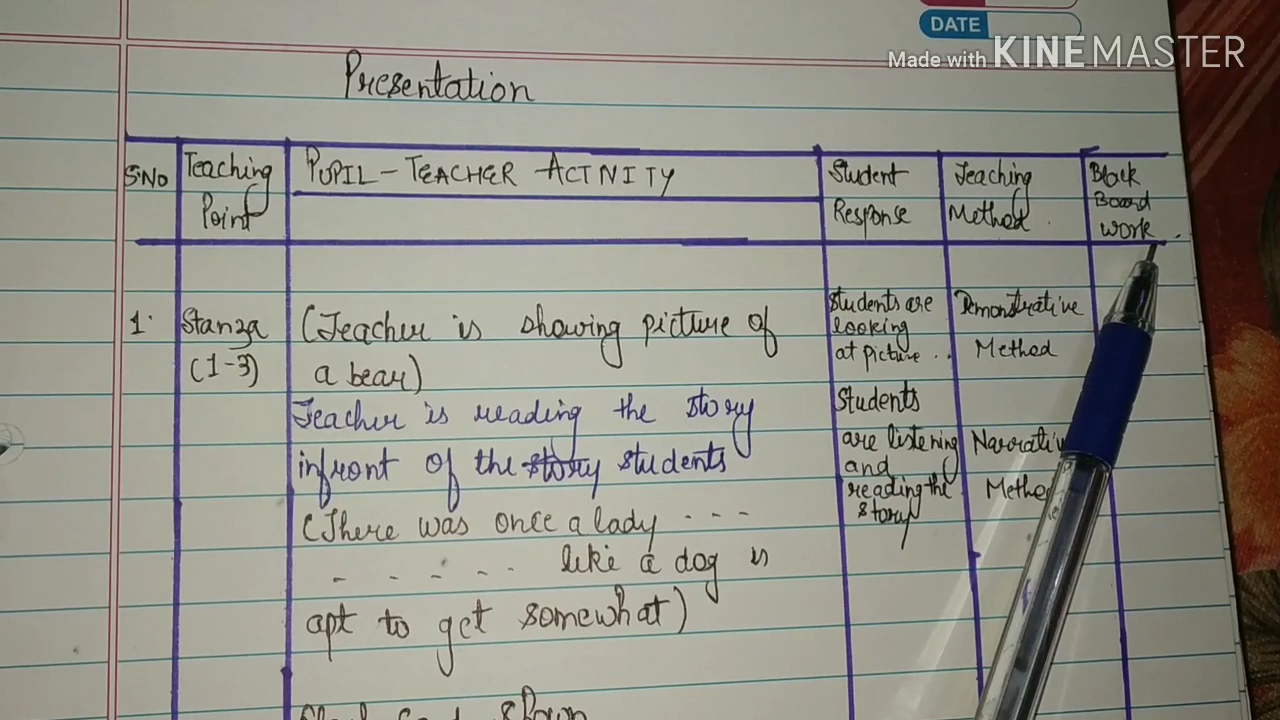 DATE
Made with KINEMASTER
Presentation
S.NO Teaching Point PUPIL-TEACHER ACTIVITY Student Response Teaching Method. Black Board work.
1. Stanza (1-3)
(Teacher is showing picture of
a bear)
Teacher is reading the story
infront of the story students
(There was once a lady ---
- - - - - like a dog is
apt to get somewhat)
Students are
looking
at picture ..
Students
are listening
and
reading the
story
Demonstrative
Method
Narrative
Method
Shown